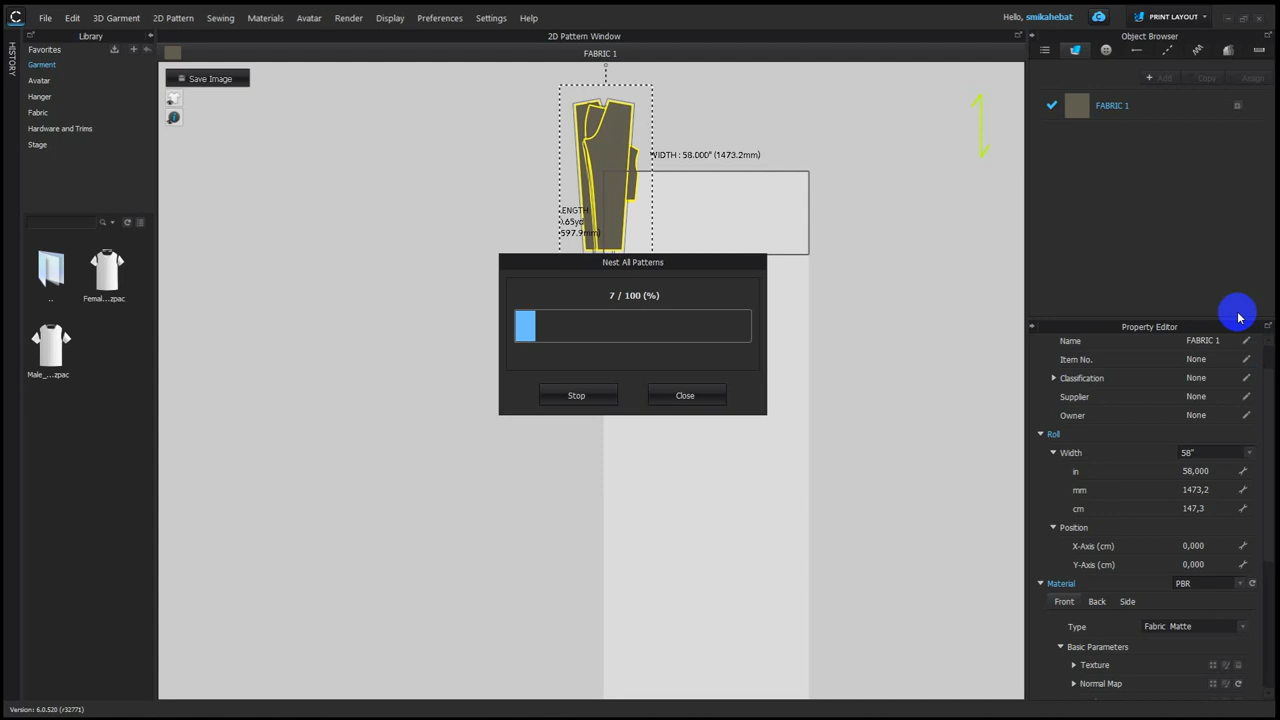 File Edit 3D Garment 2D Pattern Sewing Materials Avatar Render Display Preferences Settings Help
Hello, smikahebat
PRINT LAYOUT
HISTORY
Library
2D Pattern Window
Object Browser
Favorites
Garment
Avatar
Hanger
Fabric
Hardware and Trims
Stage
Femal...zpac
Male_...zpac
FABRIC 1
Save Image
WIDTH : 58.000" (1473.2mm)
597.9mm)
Nest All Patterns
7 / 100 (%)
Stop Close
Add Copy Assign
FABRIC 1
Property Editor
Name FABRIC 1
Item No. None
Classification None
Supplier None
Owner None
Roll
Width 58"
in 58,000
mm 1473,2
cm 147,3
Position
X-Axis (cm) 0,000
Y-Axis (cm) 0,000
Material PBR
Front Back Side
Type Fabric Matte
Basic Parameters
Texture
Normal Map
Version: 6.0.520 (r32771)